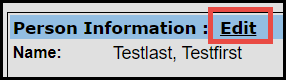 Person Information : Edit
Name: Testlast, Testfirst